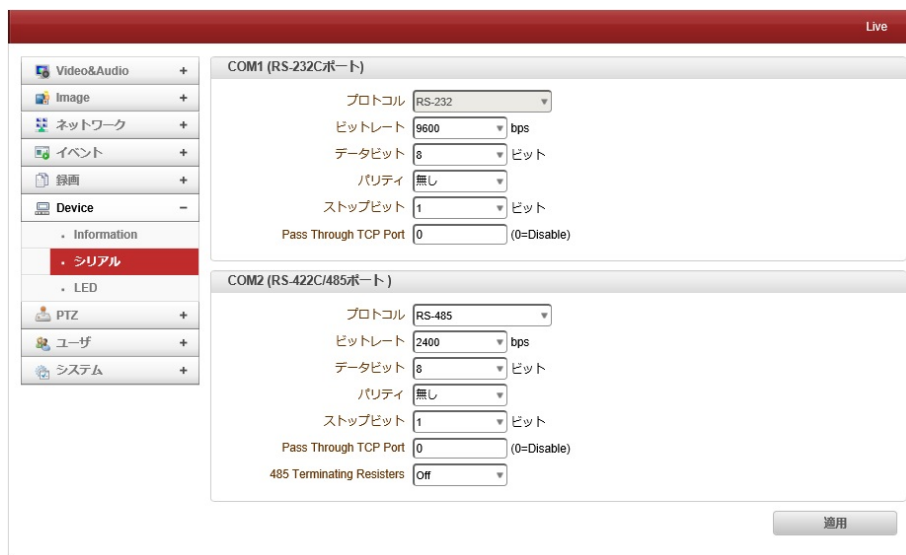 Live
Video&Audio +
Image +
ネットワーク +
イベント +
録画 +
Device −
. Information
・シリアル
. LED
PTZ +
ユーザ +
システム +
COM1 (RS-232Cポート)
プロトコル RS-232
ビットレート 9600 bps
データビット 8 ビット
パリティ 無し
ストップビット 1 ビット
Pass Through TCP Port 0 (0=Disable)
COM2 (RS-422C/485ポート )
プロトコル RS-485
ビットレート 2400 bps
データビット 8 ビット
パリティ 無し
ストップビット 1 ビット
Pass Through TCP Port 0 (0=Disable)
485 Terminating Resisters Off
適用